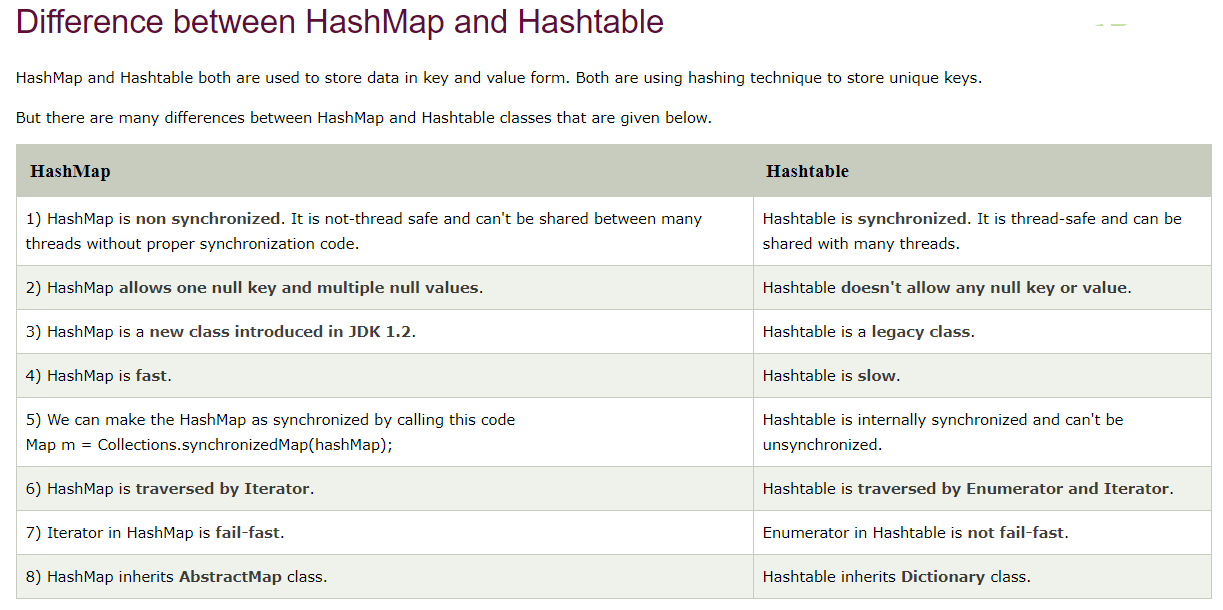 Difference between HashMap and Hashtable
HashMap and Hashtable both are used to store data in key and value form. Both are using hashing technique to store unique keys.
But there are many differences between HashMap and Hashtable classes that are given below.
HashMap
Hashtable
1) HashMap is non synchronized. It is not-thread safe and can't be shared between many
threads without proper synchronization code.
Hashtable is synchronized. It is thread-safe and can be
shared with many threads.
2) HashMap allows one null key and multiple null values.
Hashtable doesn't allow any null key or value.
3) HashMap is a new class introduced in JDK 1.2.
Hashtable is a legacy class.
4) HashMap is fast.
Hashtable is slow.
5) We can make the HashMap as synchronized by calling this code
Map m = Collections.synchronizedMap(hashMap);
Hashtable is internally synchronized and can't be
unsynchronized.
6) HashMap is traversed by Iterator.
Hashtable is traversed by Enumerator and Iterator.
7) Iterator in HashMap is fail-fast.
Enumerator in Hashtable is not fail-fast.
8) HashMap inherits AbstractMap class.
Hashtable inherits Dictionary class.